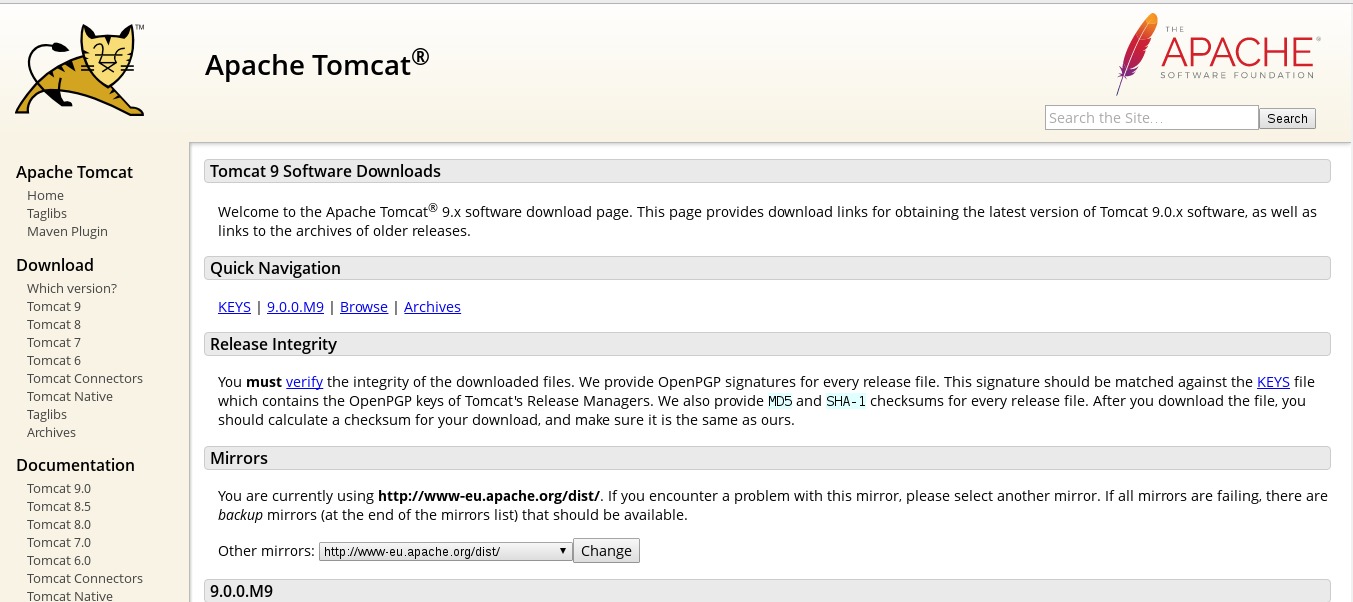 TM
Apache Tomcat®
THE
APACHE®
SOFTWARE FOUNDATION
Search the Site…
Search
Apache Tomcat
Home
Taglibs
Maven Plugin
Download
Which version?
Tomcat 9
Tomcat 8
Tomcat 7
Tomcat 6
Tomcat Connectors
Tomcat Native
Taglibs
Archives
Documentation
Tomcat 9.0
Tomcat 8.5
Tomcat 8.0
Tomcat 7.0
Tomcat 6.0
Tomcat Connectors
Tomcat Native
Tomcat 9 Software Downloads
Welcome to the Apache Tomcat® 9.x software download page. This page provides download links for obtaining the latest version of Tomcat 9.0.x software, as well as
links to the archives of older releases.
Quick Navigation
KEYS | 9.0.0.M9 | Browse | Archives
Release Integrity
You must verify the integrity of the downloaded files. We provide OpenPGP signatures for every release file. This signature should be matched against the KEYS file
which contains the OpenPGP keys of Tomcat's Release Managers. We also provide MD5 and SHA-1 checksums for every release file. After you download the file, you
should calculate a checksum for your download, and make sure it is the same as ours.
Mirrors
You are currently using http://www-eu.apache.org/dist/. If you encounter a problem with this mirror, please select another mirror. If all mirrors are failing, there are
backup mirrors (at the end of the mirrors list) that should be available.
Other mirrors: http://www-eu.apache.org/dist/ Change
9.0.0.M9